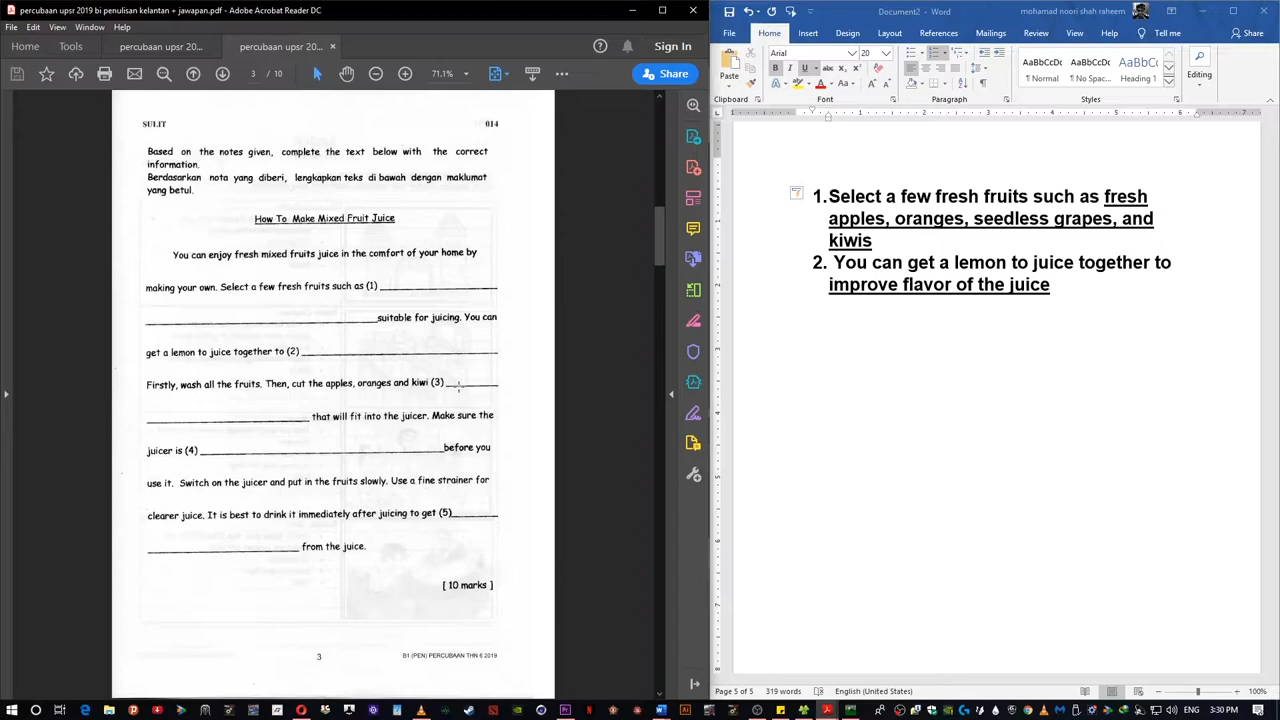 percubaan upsr 2019 bi penulisan kelantan + jawapan.pdf - Adobe Acrobat Reader DC
File Edit View Window Help
Home
percubaan upsr 20...
percubaan upsr 20...
Sign In
/ 10
71.1%
Share
SULIT
014
Based on the notes given, complete the text below with the correct
information.
Berdasarkan nota yang diberi, lengkapkan teks di bawah dengan maklumat
yang betul.
How To Make Mixed Fruit Juice
You can enjoy fresh mixed fruits juice in the comfort of your home by
making your own. Select a few fresh fruits such as (1)
suitable for juicing. You can
get a lemon to juice together to (2)
Firstly, wash all the fruits. Then, cut the apples, oranges and kiwi (3)
that will fit into the juicer. Make sure the
juicer is (4)
before you
use it. Switch on the juicer and put in the fruits slowly. Use a fine strainer for
clearer juice. It is best to drink it immediately after juicing to get (5)
from the juice.
[ 10 marks ]
3
B1 (PEN) PERCUBAAN THN 6 2019
Document2 - Word
mohamad noori shah raheem
File Home Insert Design Layout References Mailings Review View Tell me
Share
Paste
Arial
20
AaBbCcDc
AaBbCcDc
AaBbCc
¶ Normal
¶ No Spac...
Heading 1
Editing
Clipboard
Font
Paragraph
Styles
1.Select a few fresh fruits such as fresh
apples, oranges, seedless grapes, and
kiwis
2. You can get a lemon to juice together to
improve flavor of the juice
Page 5 of 5
319 words
English (United States)
100%
ENG
3:30 PM